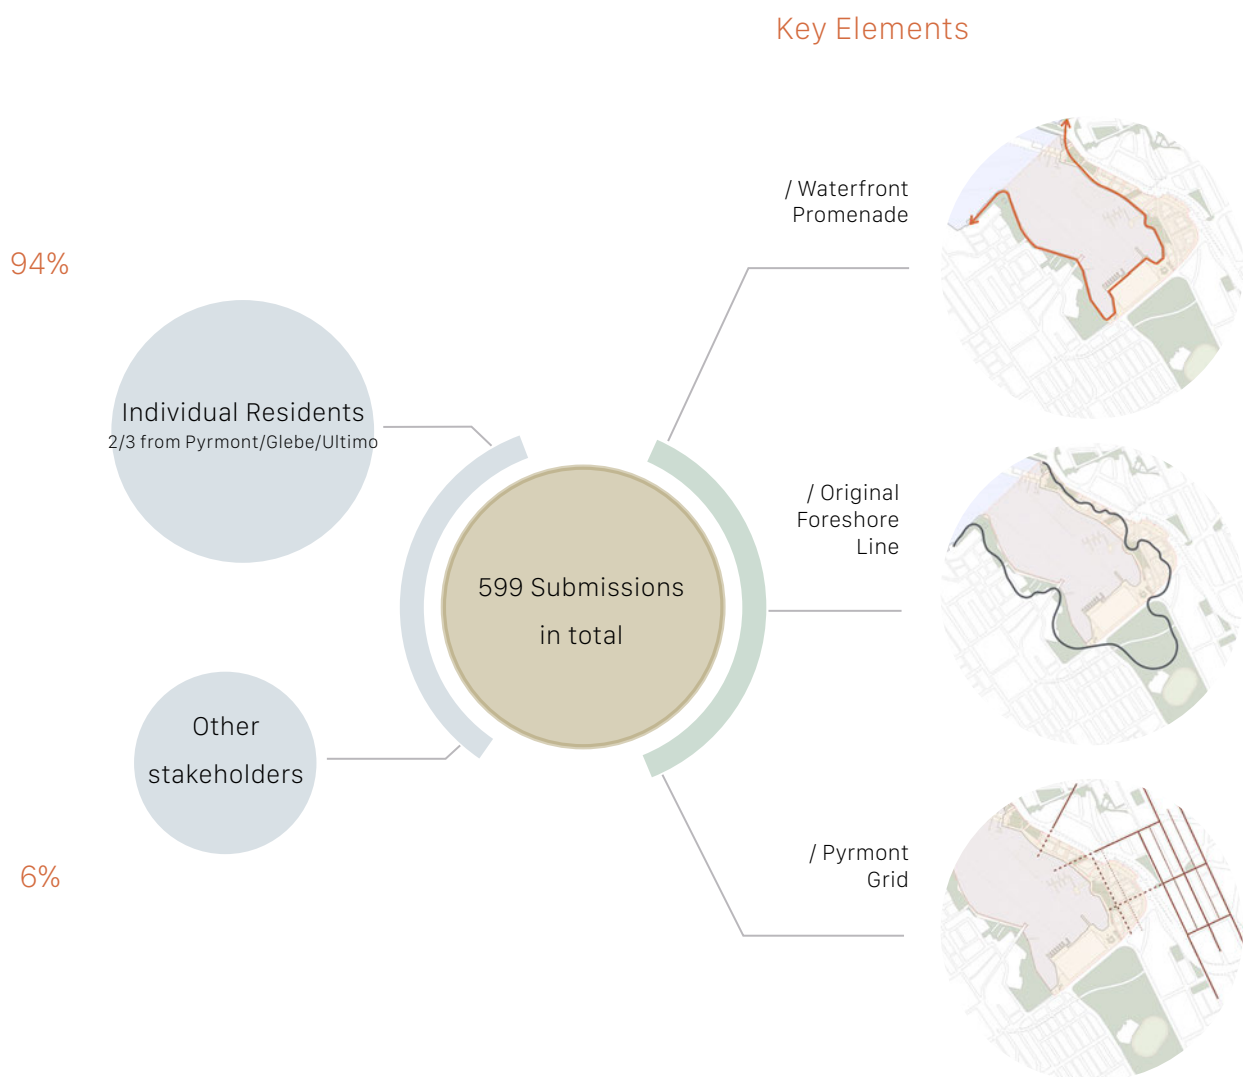 Key Elements
/ Waterfront
Promenade
94%
Individual Residents
2/3 from Pyrmont/Glebe/Ultimo
/ Original
Foreshore
Line
599 Submissions
in total
Other
stakeholders
/ Pyrmont
Grid
6%